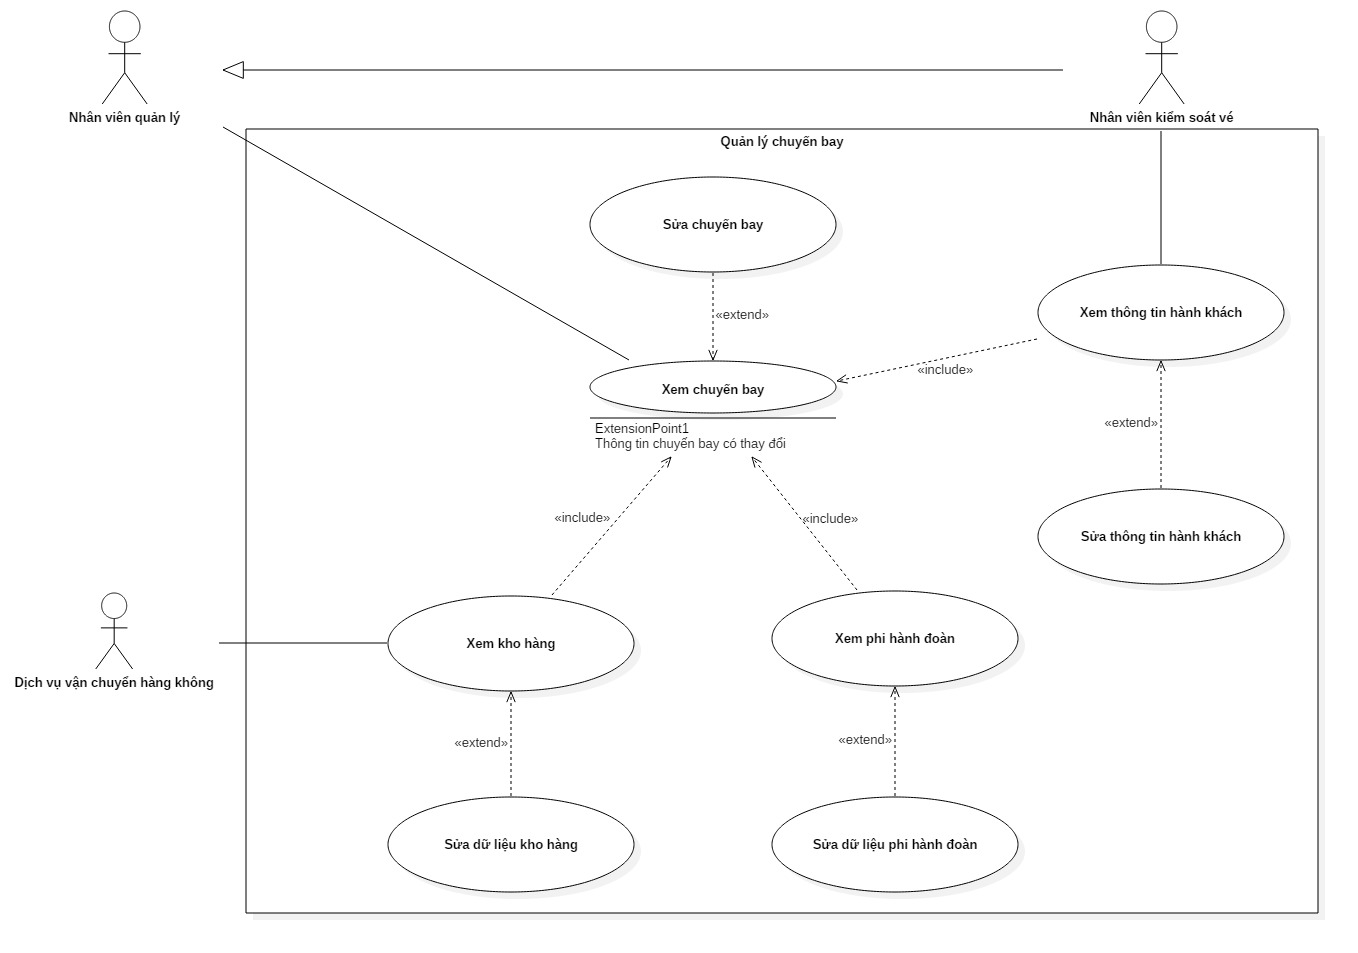 Nhân viên quản lý
Nhân viên kiểm soát vé
Quản lý chuyến bay
Sửa chuyến bay
«extend»
Xem thông tin hành khách
«include»
Xem chuyến bay
ExtensionPoint1
Thông tin chuyến bay có thay đổi
«extend»
«include»
«include»
Sửa thông tin hành khách
Xem kho hàng
Xem phi hành đoàn
Dịch vụ vận chuyển hàng không
«extend»
«extend»
Sửa dữ liệu kho hàng
Sửa dữ liệu phi hành đoàn